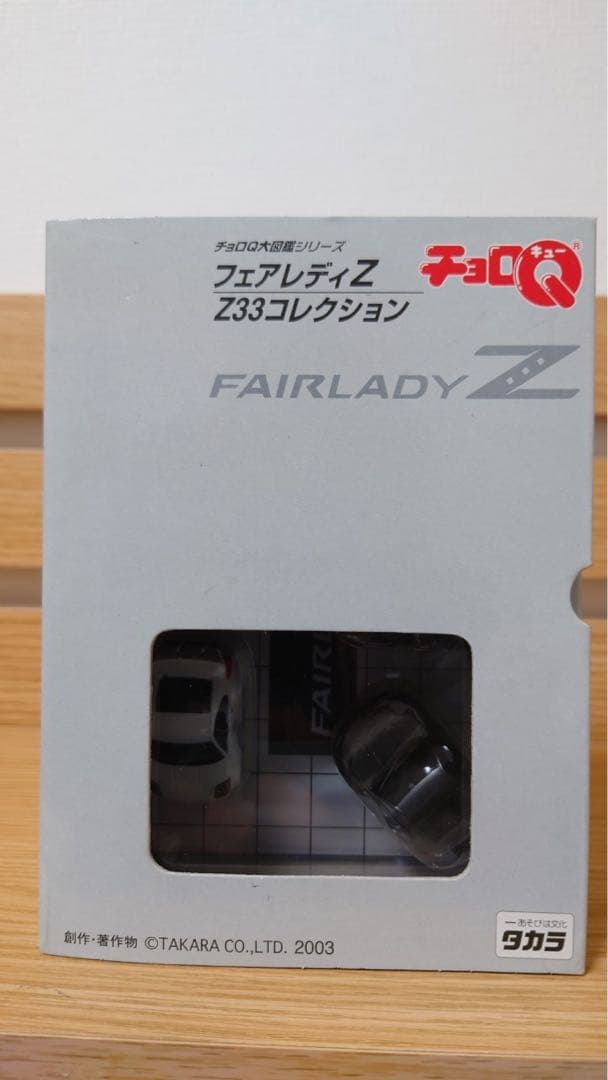 チョロQ大図鑑シリーズ
フェアレディZ
Z33コレクション
チョロQ キュー ®
FAIRLADY Z
FAIRL
創作・著作物 ©TAKARA CO.,LTD. 2003
ーあそびは文化
タカラ